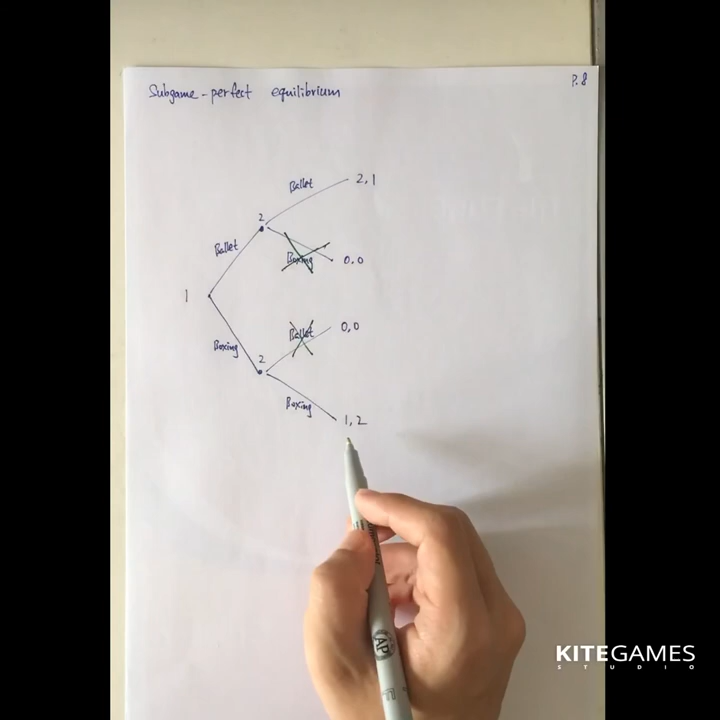 Subgame-perfect equilibrium
P.8
Ballet
2,1
2
Ballet
Boxing
0.0
1
0,0
Ballet
Boxing
2
Boxing
1,2
AP
KITEGAMES
STUDIO